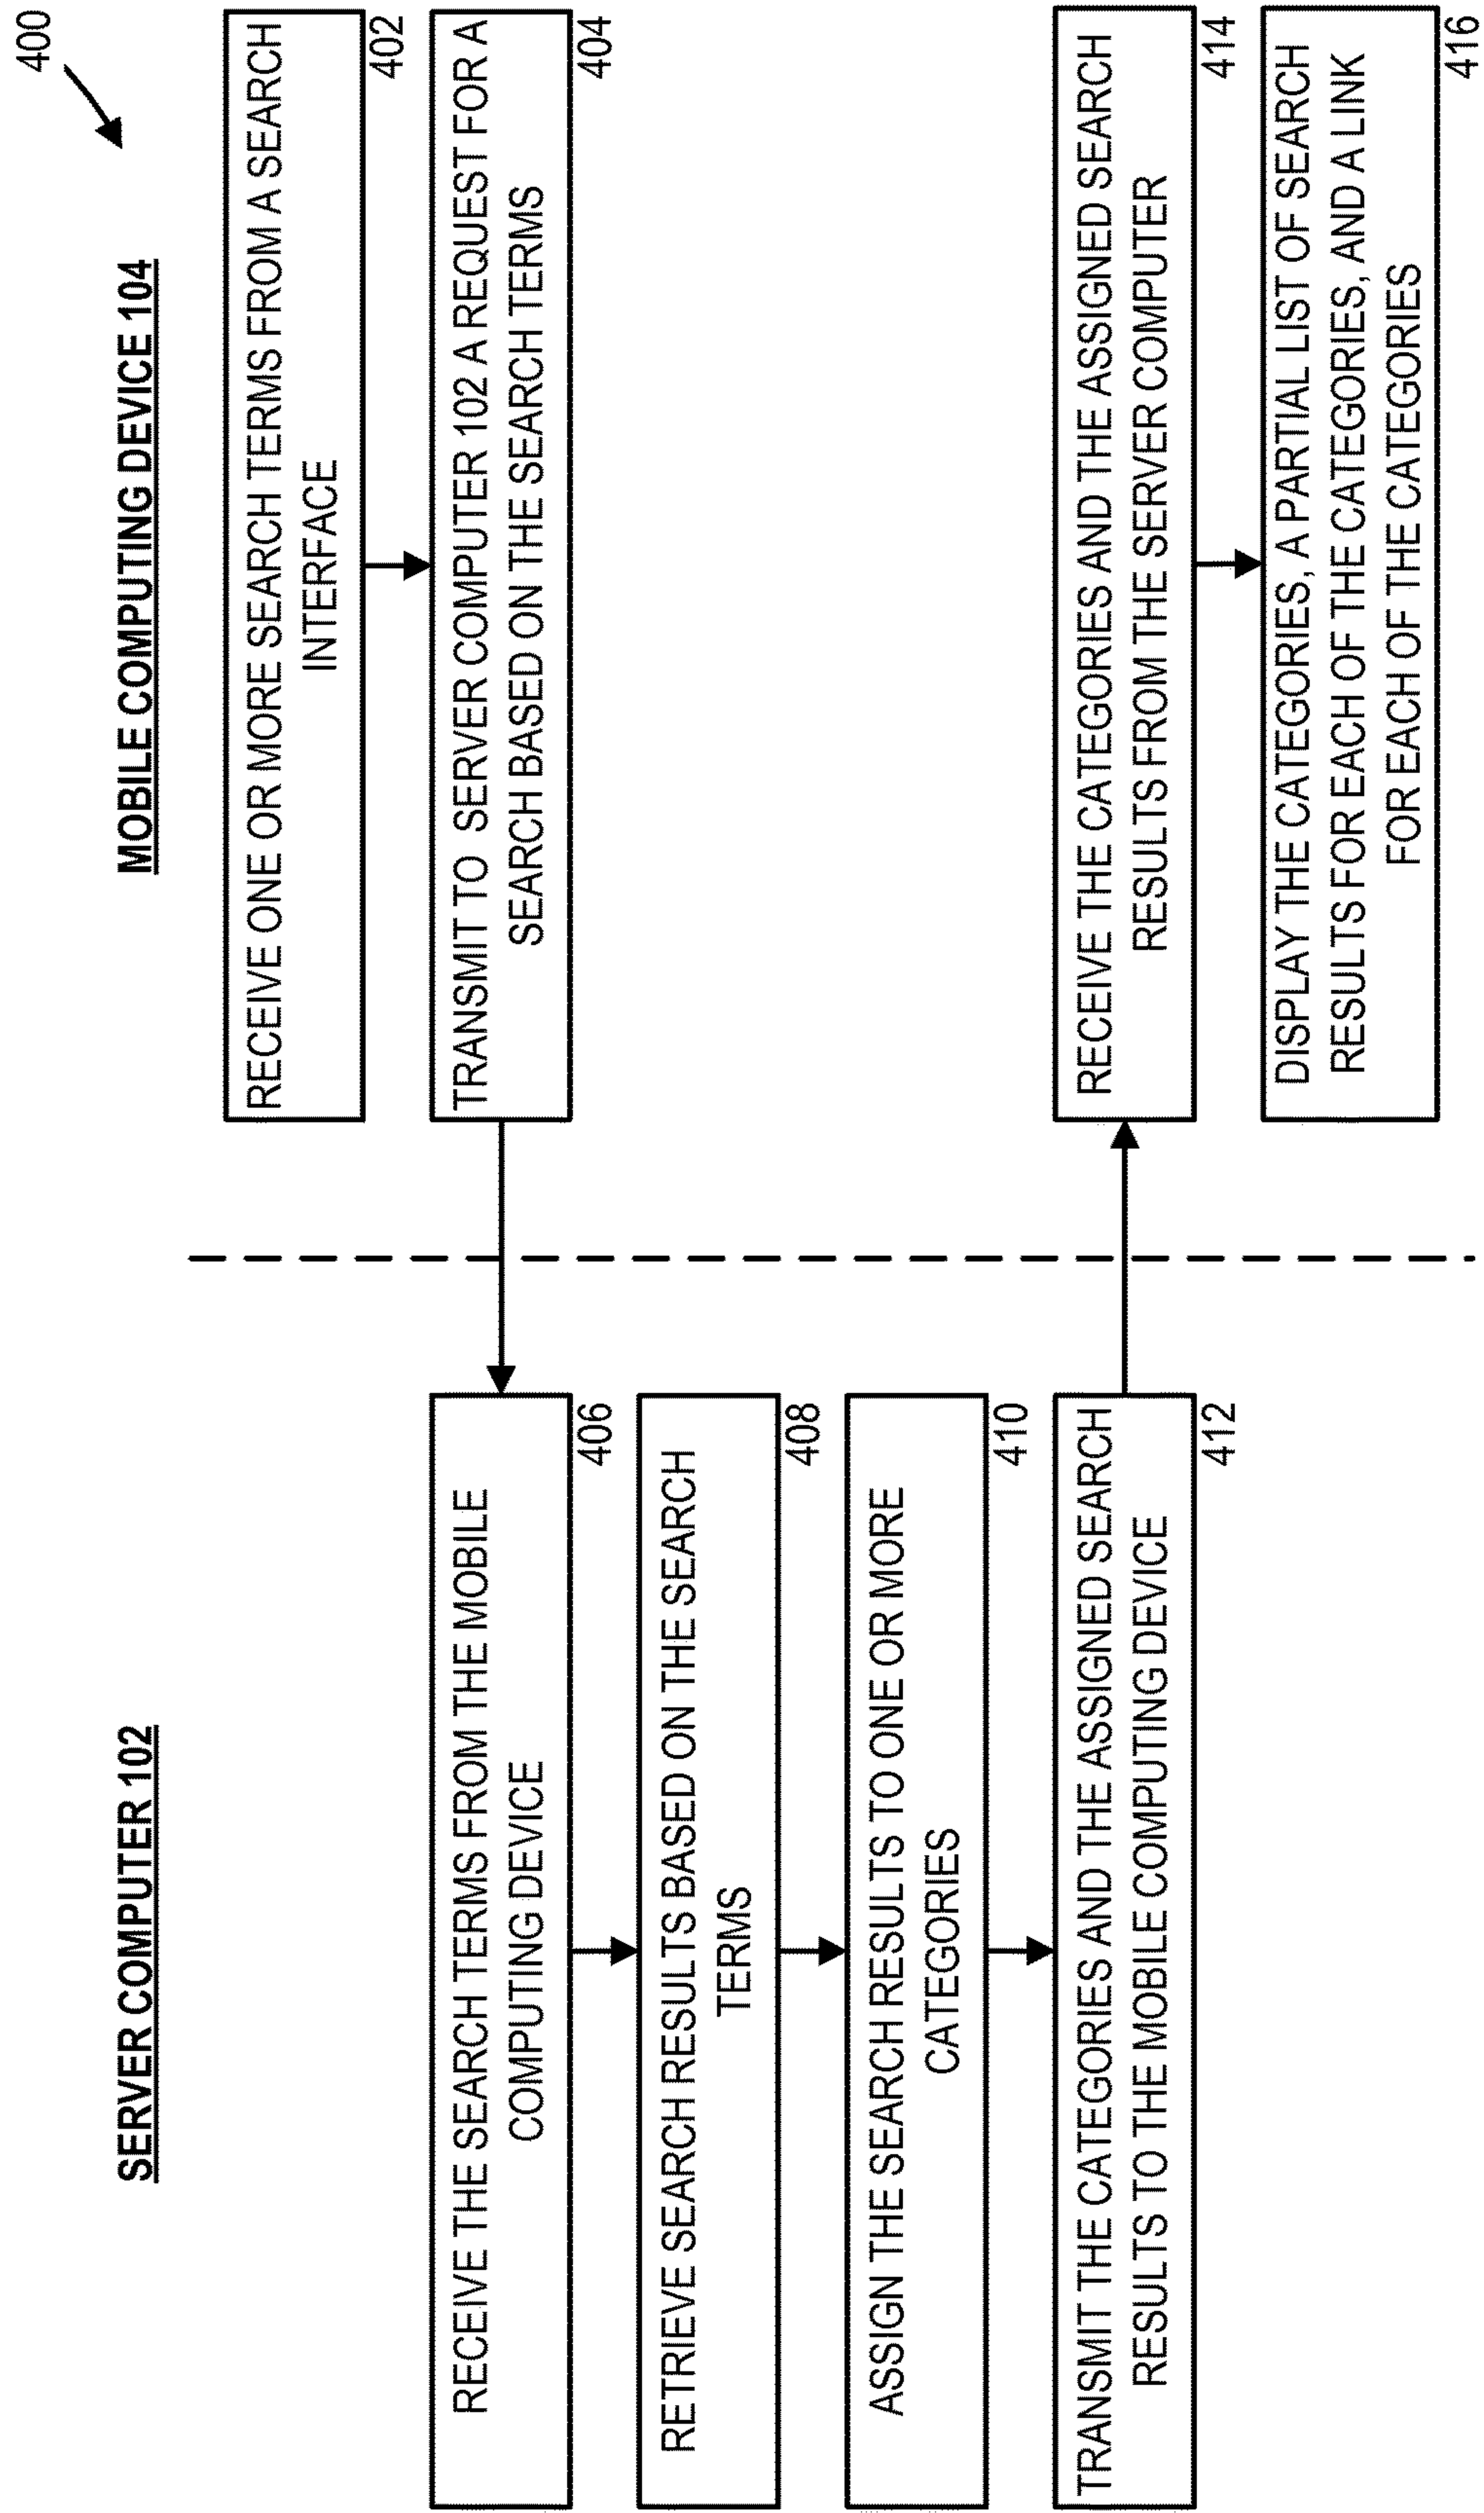 400
SERVER COMPUTER 102
MOBILE COMPUTING DEVICE 104
RECEIVE ONE OR MORE SEARCH TERMS FROM A SEARCH
INTERFACE
402
TRANSMIT TO SERVER COMPUTER 102 A REQUEST FOR A
SEARCH BASED ON THE SEARCH TERMS
404
RECEIVE THE SEARCH TERMS FROM THE MOBILE
COMPUTING DEVICE
406
RETRIEVE SEARCH RESULTS BASED ON THE SEARCH
TERMS
408
ASSIGN THE SEARCH RESULTS TO ONE OR MORE
CATEGORIES
410
TRANSMIT THE CATEGORIES AND THE ASSIGNED SEARCH
RESULTS TO THE MOBILE COMPUTING DEVICE
412
RECEIVE THE CATEGORIES AND THE ASSIGNED SEARCH
RESULTS FROM THE SERVER COMPUTER
414
DISPLAY THE CATEGORIES, A PARTIAL LIST OF SEARCH
RESULTS FOR EACH OF THE CATEGORIES, AND A LINK
FOR EACH OF THE CATEGORIES
416